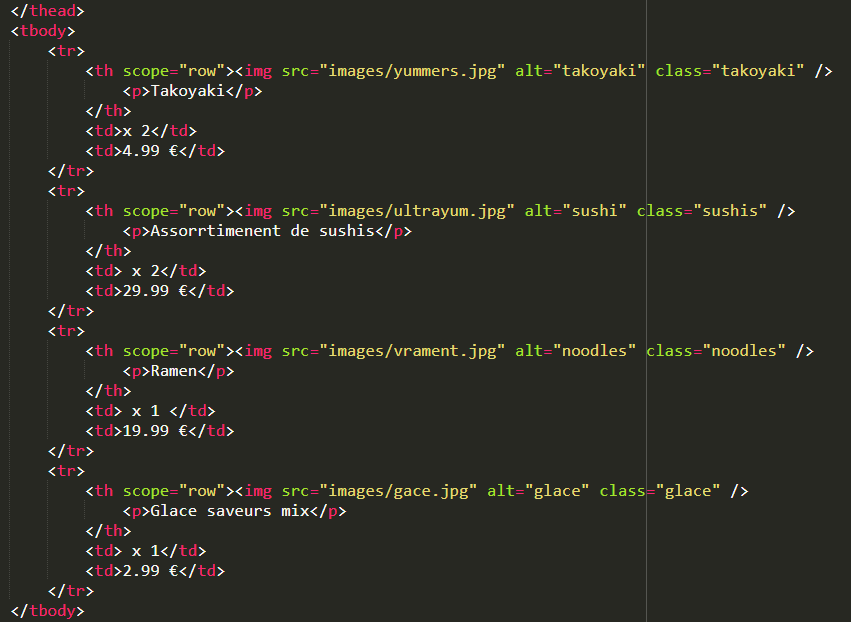 </thead>
<tbody>
<tr>
<th scope="row"><img src="images/yummers.jpg" alt="takoyaki" class="takoyaki" />
<p>Takoyaki</p>
</th>
<td>x 2</td>
<td>4.99 €</td>
</tr>
<tr>
<th scope="row"><img src="images/ultrayum.jpg" alt="sushi" class="sushis" />
<p>Assorrtimenent de sushis</p>
</th>
<td> x 2</td>
<td>29.99 €</td>
</tr>
<tr>
<th scope="row"><img src="images/vrament.jpg" alt="noodles" class="noodles" />
<p>Ramen</p>
</th>
<td> x 1 </td>
<td>19.99 €</td>
</tr>
<tr>
<th scope="row"><img src="images/gace.jpg" alt="glace" class="glace" />
<p>Glace saveurs mix</p>
</th>
<td> x 1</td>
<td>2.99 €</td>
</tr>
</tbody>